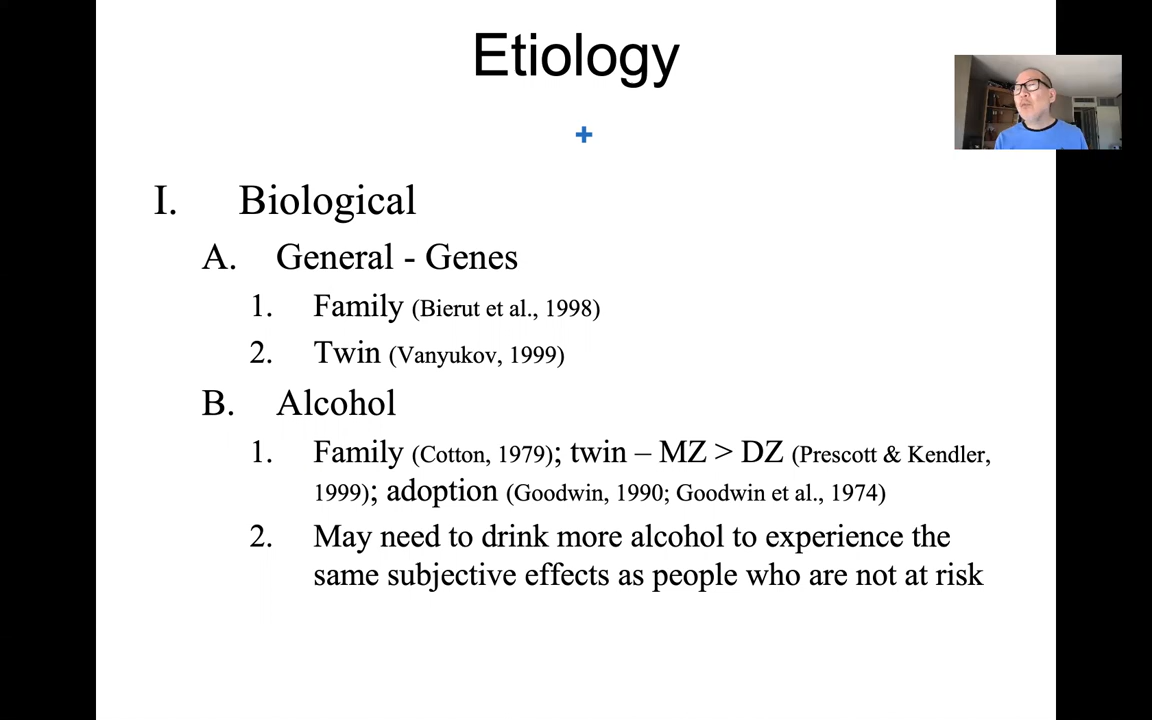 Etiology
+
I. Biological
A. General - Genes
1. Family (Bierut et al., 1998)
2. Twin (Vanyukov, 1999)
B. Alcohol
1. Family (Cotton, 1979); twin – MZ > DZ (Prescott & Kendler,
1999); adoption (Goodwin, 1990; Goodwin et al., 1974)
2. May need to drink more alcohol to experience the
same subjective effects as people who are not at risk